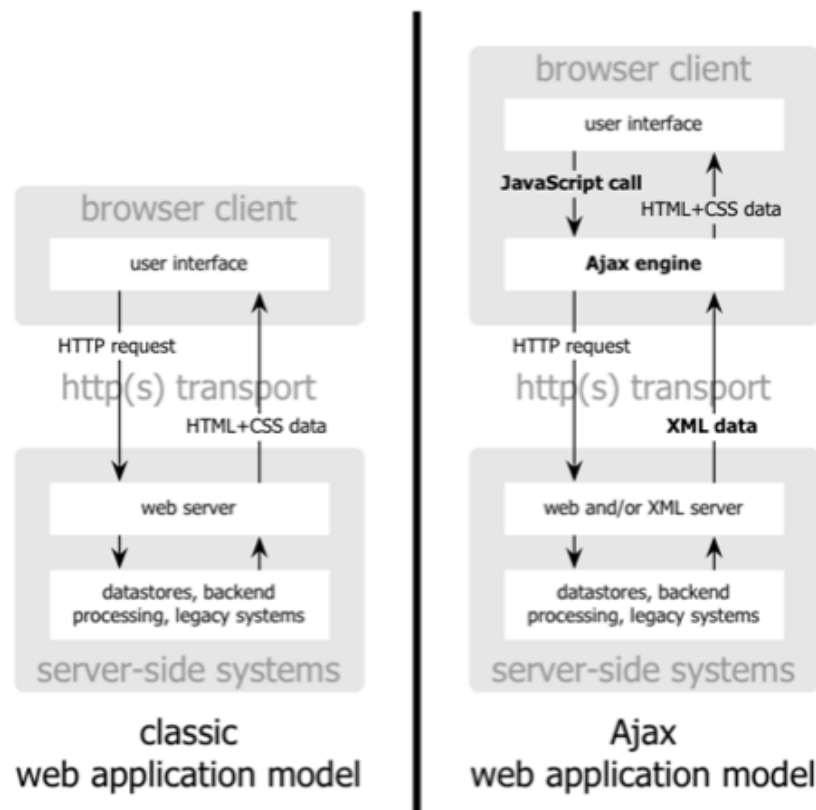 browser client
user interface
HTTP request
http(s) transport
HTML+CSS data
web server
datastores, backend
processing, legacy systems
server-side systems
classic
web application model
browser client
user interface
JavaScript call
HTML+CSS data
Ajax engine
HTTP request
http(s) transport
XML data
web and/or XML server
datastores, backend
processing, legacy systems
server-side systems
Ajax
web application model